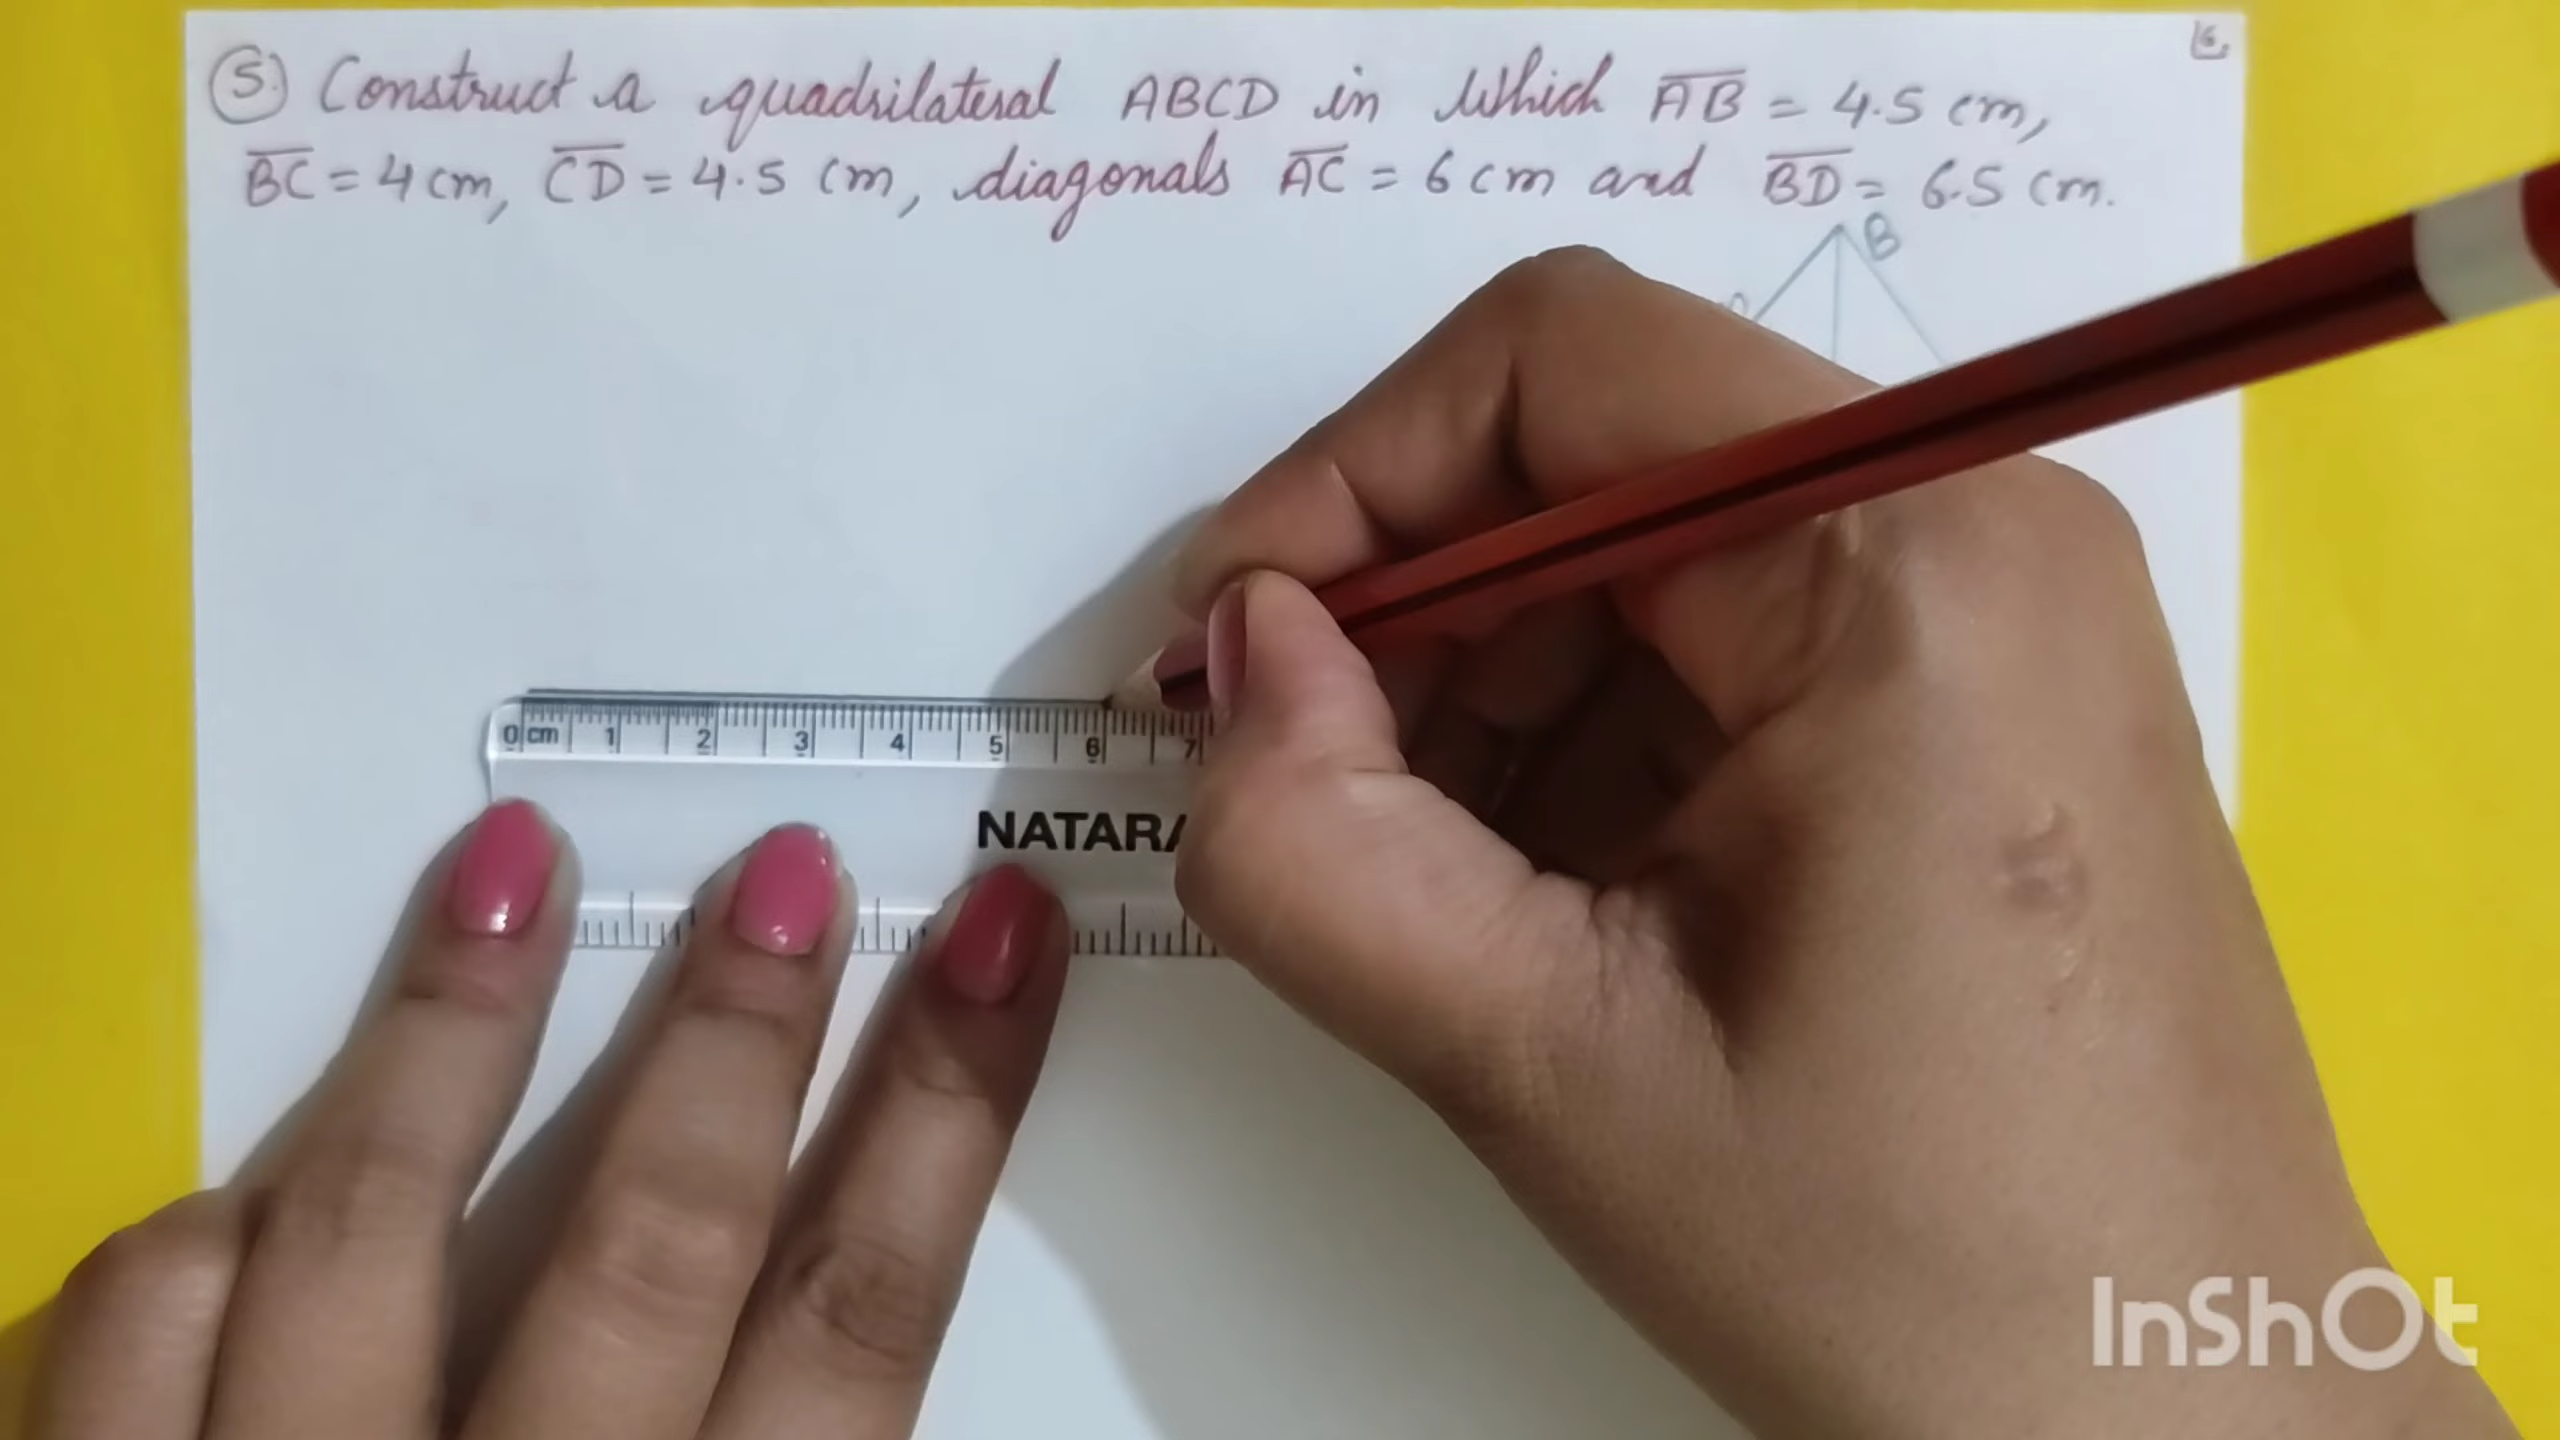 5. Construct a quadrilateral ABCD in which AB = 4.5 cm,
BC = 4 cm, CD = 4.5 cm, diagonals AC = 6 cm and BD = 6.5 cm.
B
0 cm 1 2 3 4 5 6 7
NATARA
InShOt